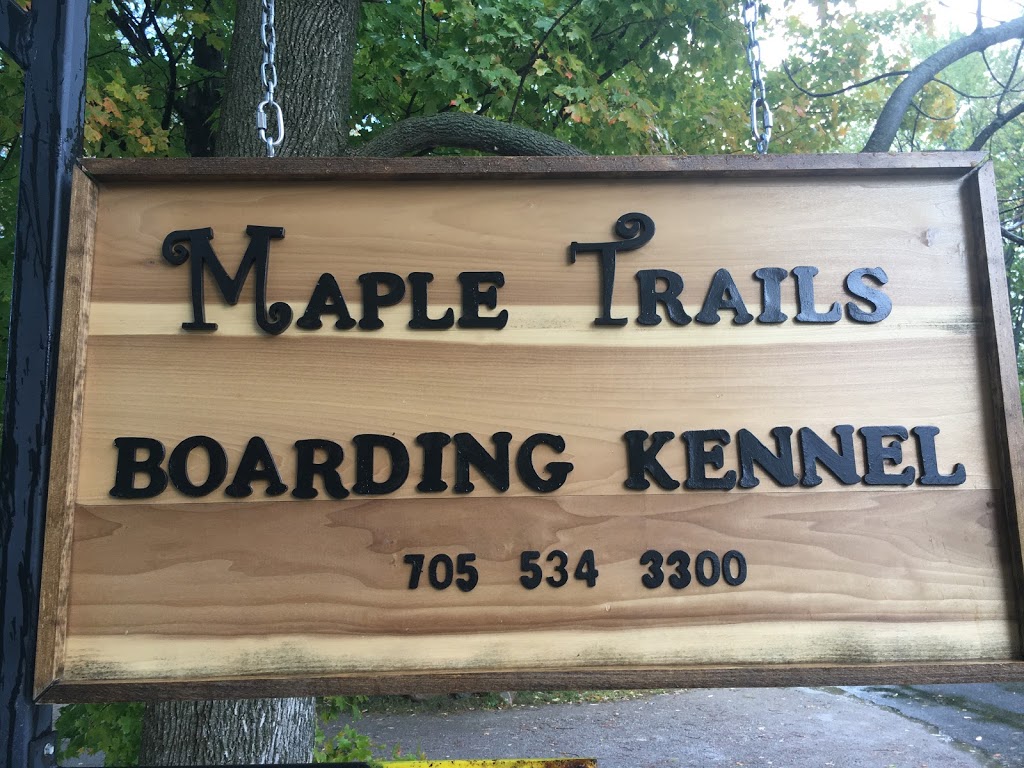 Maple Trails
BOARDING KENNEL
705 534 3300